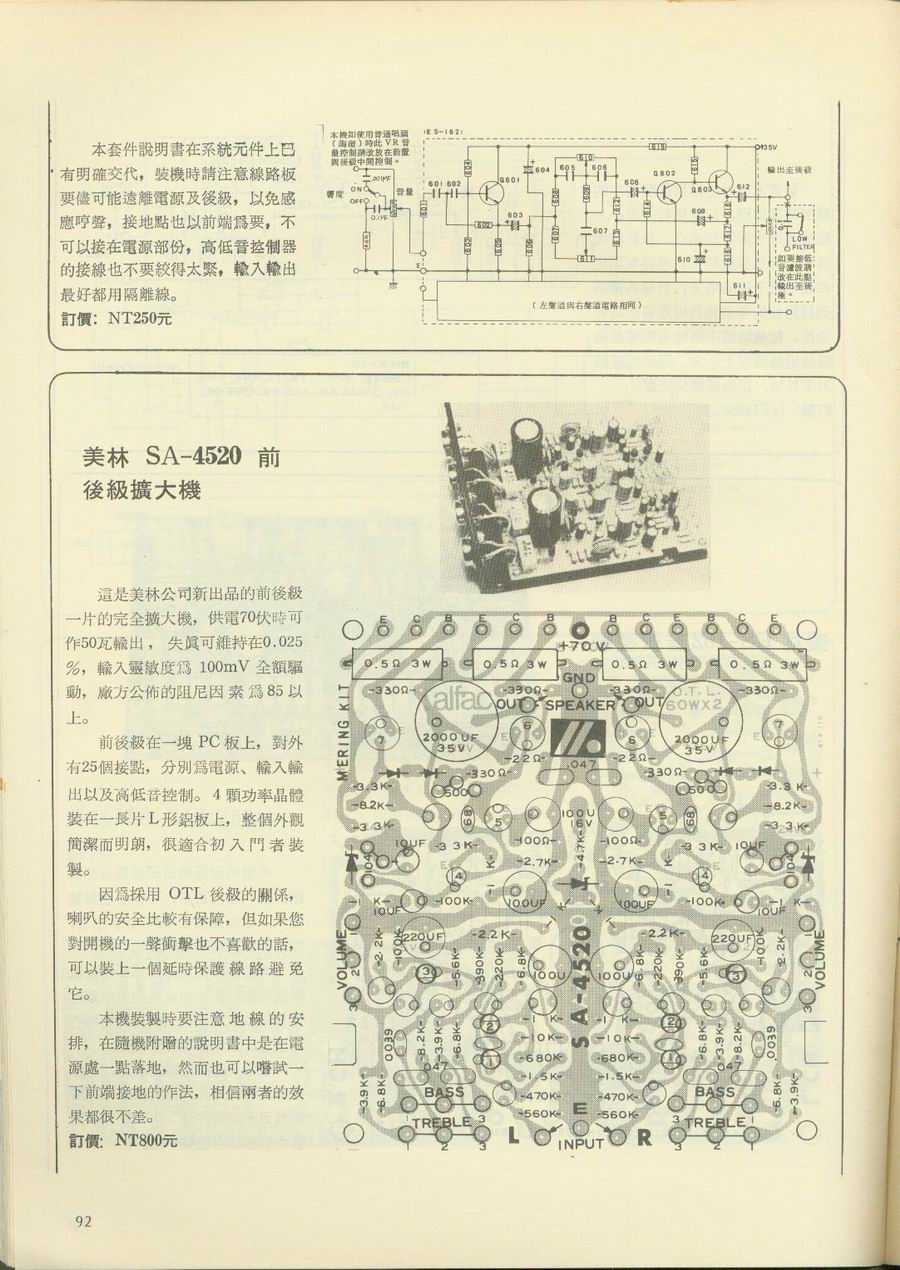 本套件說明書在系統元件上已
有明確交代，裝機時請注意線路板
要儘可能遠離電源及後級，以免感
應哼聲，接地點也以前端爲要，不
可以接在電源部份，高低音控制器
的接線也不要絞得太緊，輸入輸出
最好都用隔離線。
訂價：NT250元
本機如使用普通唱頭
量控制請改放在前置
與後級中間控制。
(ES-162)
響度
音量
ON
OFF
.001μF
0.1μF
601 602
Q601
604
605
610
606
619
Q602
Q603
+35V
612
608
603
607
609
610
611
E
輸出至後級
LOW
FILTER
如要接低
音濾波請
改在此點
輸出至後
極。
（左聲道與右聲道電路相同）
美林 SA-4520 前
後級擴大機
這是美林公司新出品的前後級
一片的完全擴大機，供電70伏時可
作50瓦輸出，失眞可維持在0.025
％，輸入靈敏度爲 100mV 全額驅
動，廠方公佈的阻尼因素爲85以
上。
前後級在一塊 PC 板上，對外
有25個接點，分別爲電源、輸入輸
出以及高低音控制。4 顆功率晶體
裝在一長片L形鋁板上，整個外觀
簡潔而明朗，很適合初入門者裝
製。
因爲採用 OTL 後級的關係，
喇叭的安全比較有保障，但如果您
對開機的一聲衝擊也不喜歡的話，
可以裝上一個延時保護線路避免
它。
本機裝製時要注意地線的安
排，在隨機附贈的說明書中是在電
源處一點落地，然而也可以嚐試一
下前端接地的作法，相信兩者的效
果都很不差。
訂價：NT800元
E C B E C B B C E B C E
+70V
0.5Ω 3W 0.5Ω 3W 0.5Ω 3W 0.5Ω 3W
GND
-330Ω- -330Ω- -330Ω- -330Ω-
alfac
OUT SPEAKER OUT
O.T.L.
60WX2
MERING KIT
2000UF
35V
2000UF
35V
-22Ω- -22Ω-
.047
-330Ω- -330Ω-
-3.3K- 500 500 -3.3K-
-8.2K- 68 5 100U
16V 5 68 -8.2K-
-3.3K- -3.3K-
10UF -3.3K- -100Ω- -4.7K- -100Ω- -3.3K- 10UF
104 -2.7K- -2.7K- 104
-100K- 100UF 100UF -100K-
10UF 10UF
VOLUME 220UF -2.2K- -2.2K- 220UF VOLUME
100U 100U
SA-4520
-5.6K- -390K- -220K- -6.8K- -6.8K- -220K- -390K- -5.6K-
-1K- -1K-
-10K- -10K-
-680K- -680K-
-1.5K- -1.5K-
-470K- -470K-
-560K- -560K-
0039 -8.2K- -3.9K- -6.8K- -6.8K- -3.9K- -8.2K- 0039
.047 .047
-3.9K- -6.8K- -6.8K- -3.9K-
BASS BASS
TREBLE TREBLE
L E R
INPUT
1 2 3 3 2 1
92